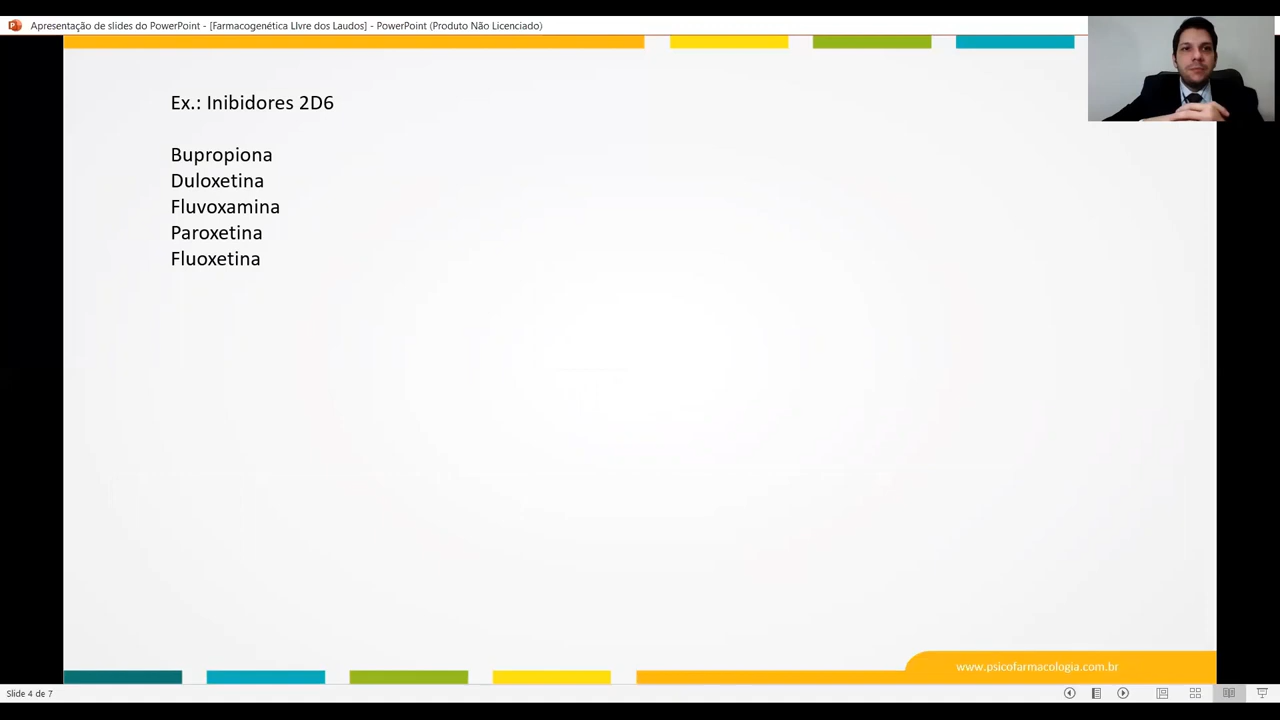 Apresentação de slides do PowerPoint - [Farmacogenética LIvre dos Laudos] - PowerPoint (Produto Não Licenciado)
Ex.: Inibidores 2D6
Bupropiona
Duloxetina
Fluvoxamina
Paroxetina
Fluoxetina
www.psicofarmacologia.com.br
Slide 4 de 7